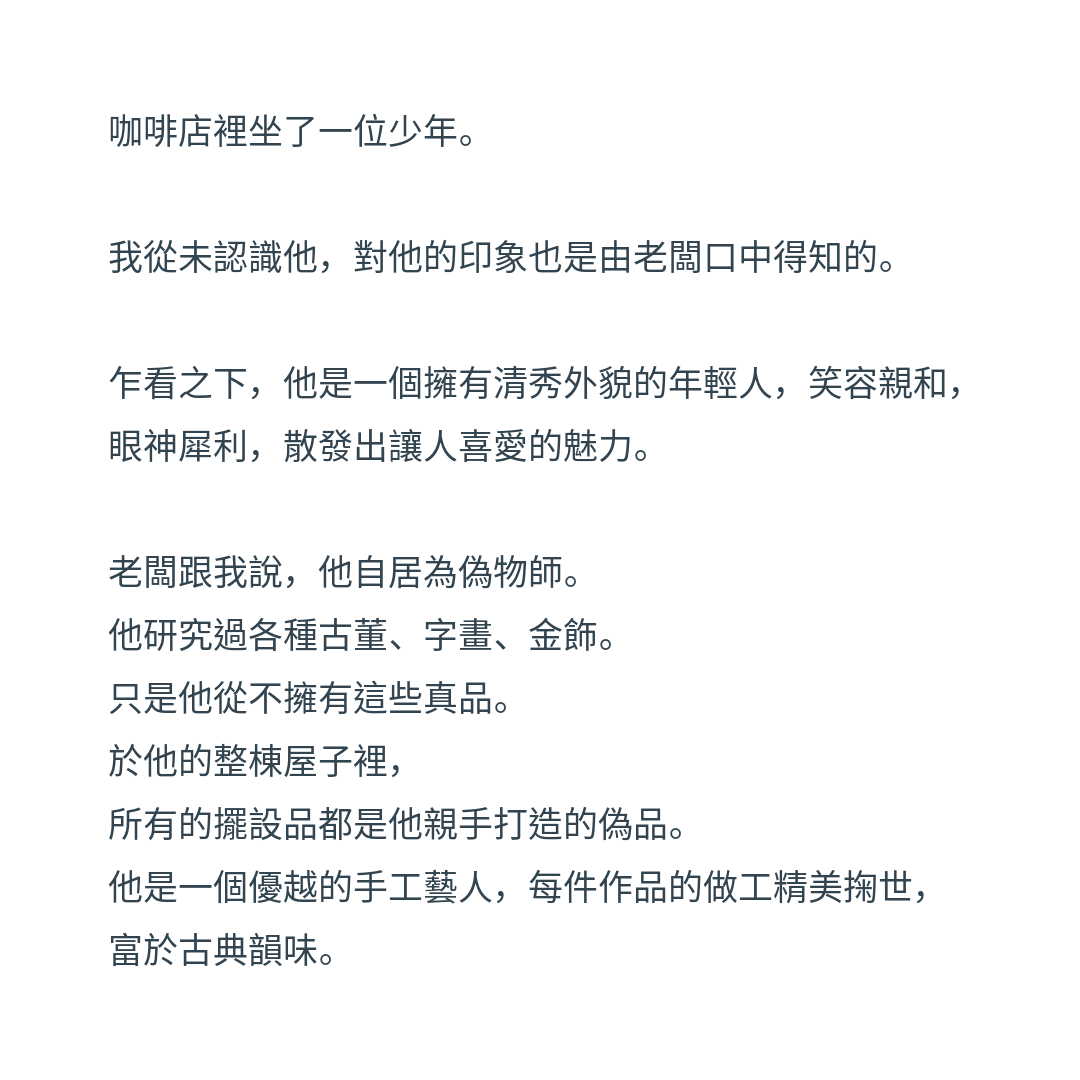 咖啡店裡坐了一位少年。
我從未認識他，對他的印象也是由老闆口中得知的。
乍看之下，他是一個擁有清秀外貌的年輕人，笑容親和，
眼神犀利，散發出讓人喜愛的魅力。
老闆跟我說，他自居為偽物師。
他研究過各種古董、字畫、金飾。
只是他從不擁有這些真品。
於他的整棟屋子裡，
所有的擺設品都是他親手打造的偽品。
他是一個優越的手工藝人，每件作品的做工精美掬世，
富於古典韻味。